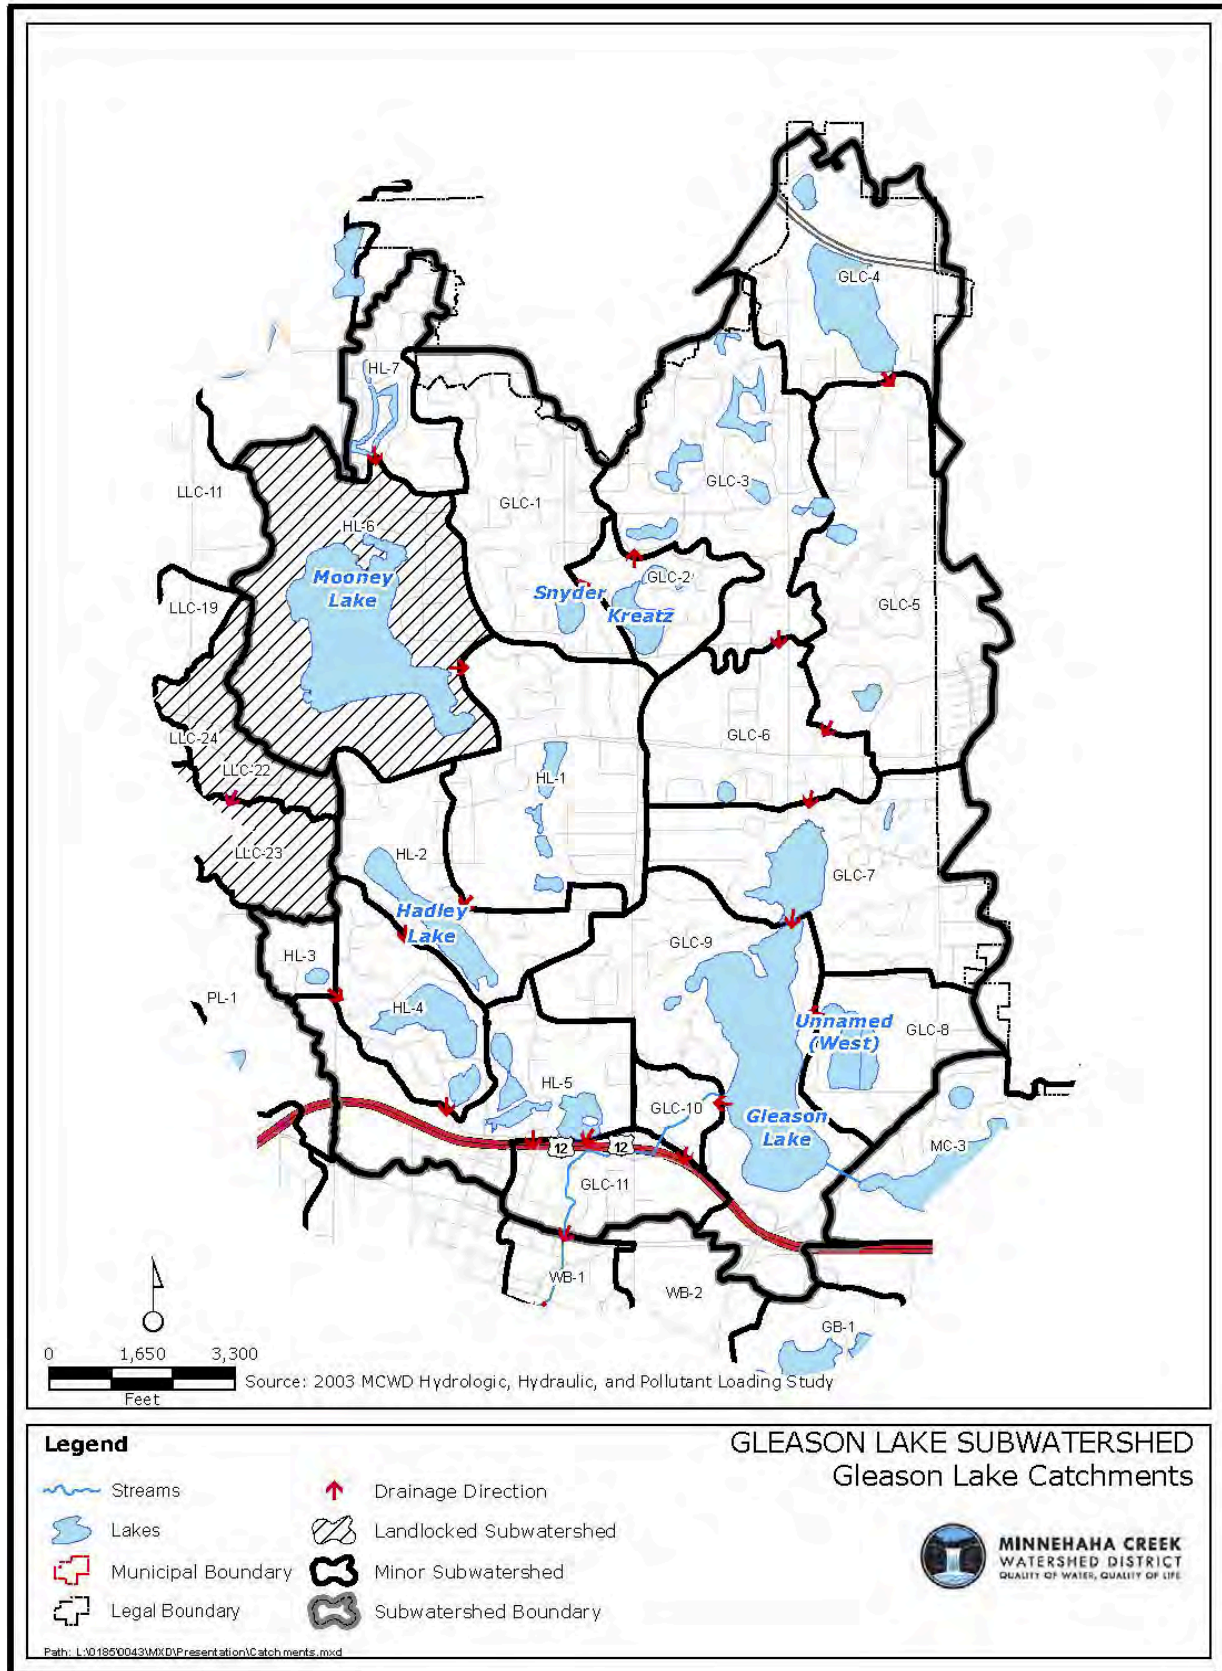 GLC-4
HL-7
LLC-11
GLC-3
GLC-1
HL-6
Mooney
Lake
GLC-2
Snyder
Kreatz
LLC-19
GLC-5
LLC-24
GLC-6
LLC-22
HL-1
LLC-23
HL-2
GLC-7
Hadley
Lake
GLC-9
HL-3
PL-1
HL-4
Unnamed
(West)
GLC-8
HL-5
GLC-10
Gleason
Lake
12
12
MC-3
GLC-11
WB-1
WB-2
GB-1
0 1,650 3,300
Feet
Source: 2003 MCWD Hydrologic, Hydraulic, and Pollutant Loading Study
Legend
Streams
Lakes
Municipal Boundary
Legal Boundary
Drainage Direction
Landlocked Subwatershed
Minor Subwatershed
Subwatershed Boundary
GLEASON LAKE SUBWATERSHED
Gleason Lake Catchments
MINNEHAHA CREEK
WATERSHED DISTRICT
QUALITY OF WATER, QUALITY OF LIFE
Path: L:\0185\0043\MXD\Presentation\Catchments.mxd